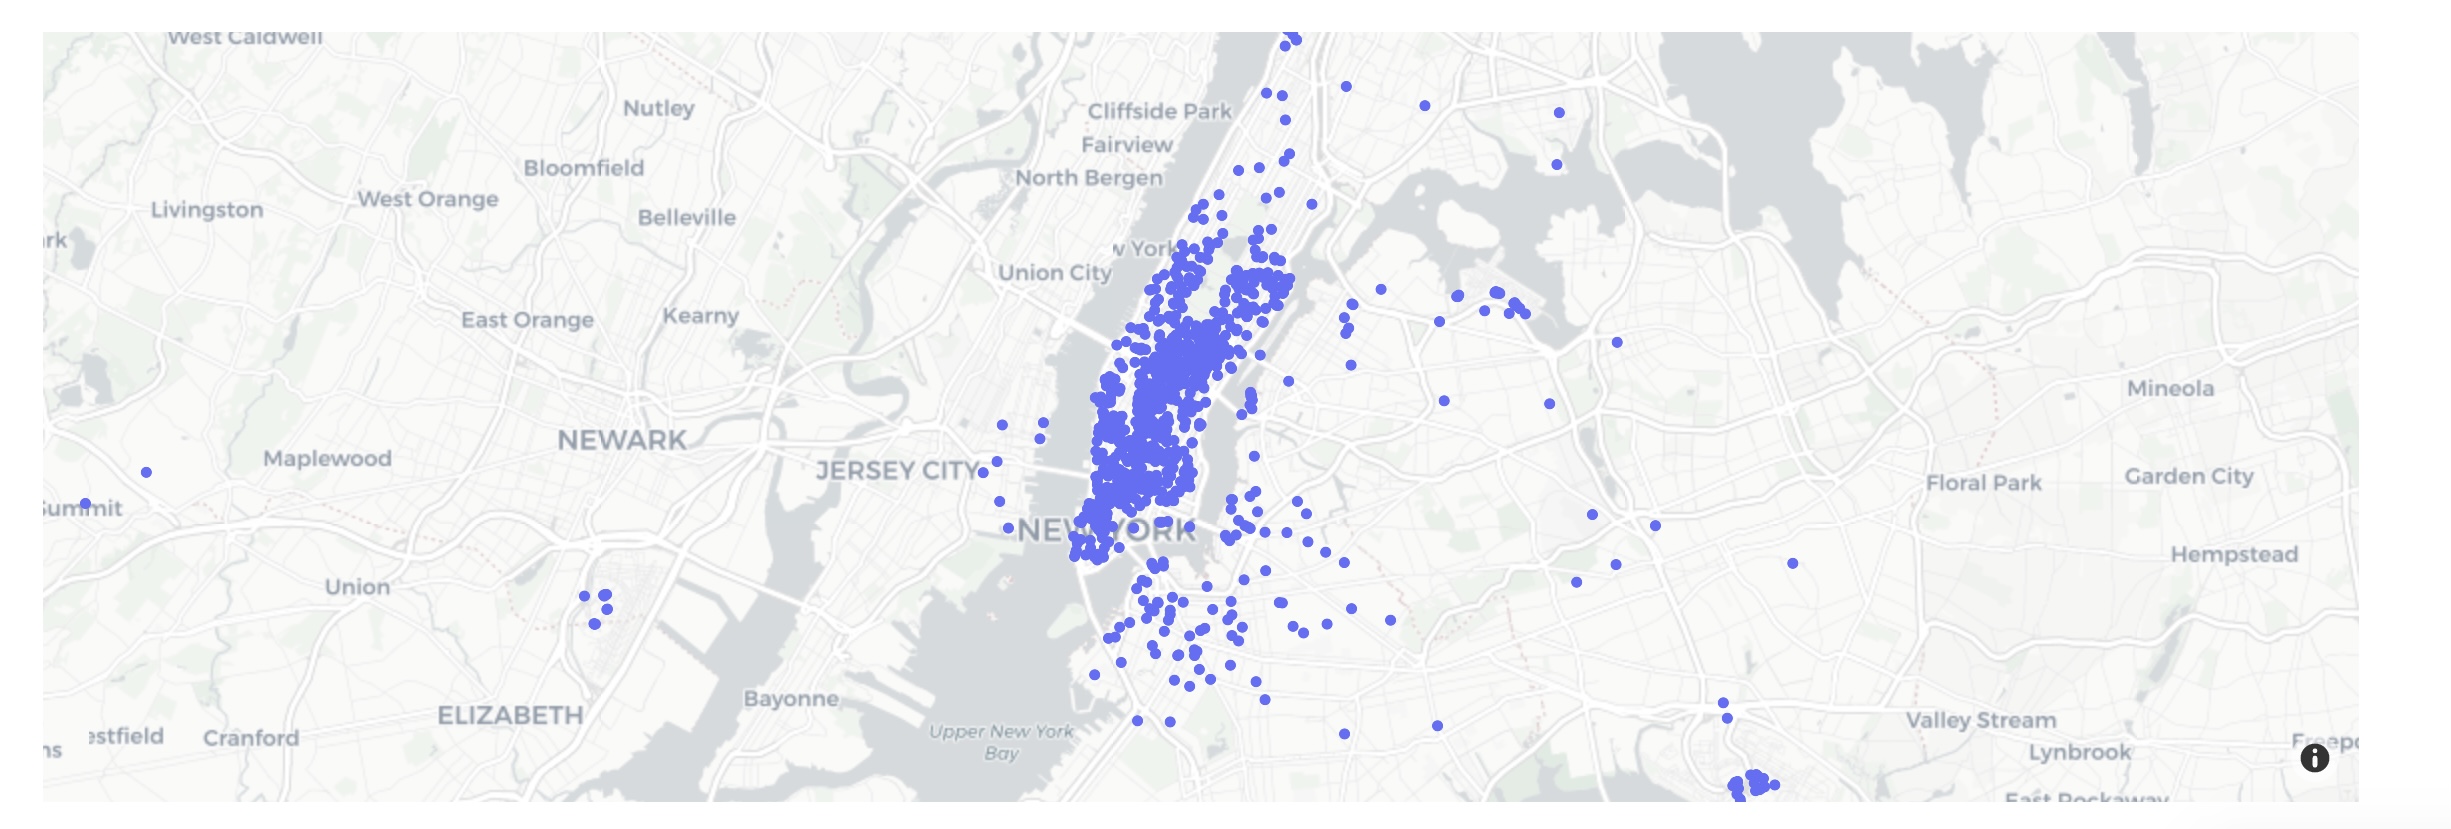 West Caldwell
Nutley
Cliffside Park
Fairview
Bloomfield
North Bergen
West Orange
Livingston
Belleville
rk
w York
Union City
East Orange
Kearny
Mineola
NEWARK
Maplewood
JERSEY CITY
Garden City
Floral Park
Summit
NEW YORK
Hempstead
Union
Bayonne
ELIZABETH
Valley Stream
Upper New York
Bay
estfield
Cranford
ns
Lynbrook
Freepo
East Rockaway